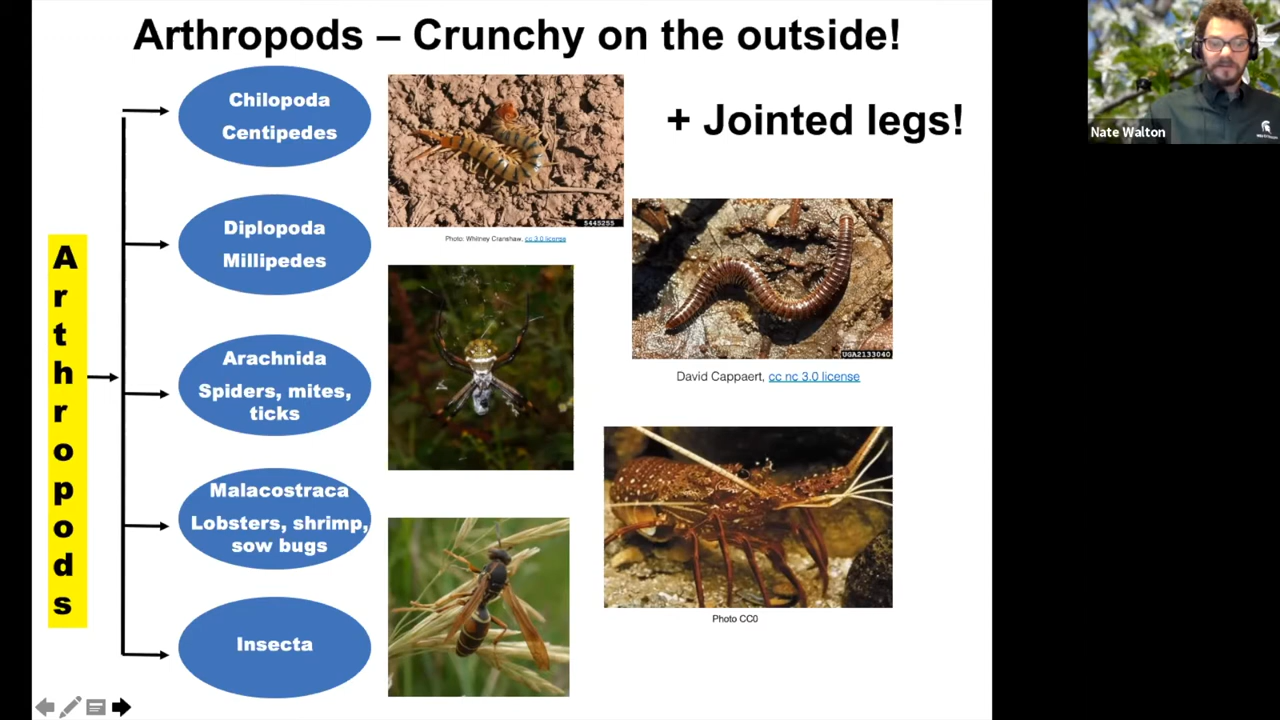 Arthropods – Crunchy on the outside!
+ Jointed legs!
Arthropods
Chilopoda
Centipedes
Diplopoda
Millipedes
Arachnida
Spiders, mites,
ticks
Malacostraca
Lobsters, shrimp,
sow bugs
Insecta
5445255
Photo: Whitney Cranshaw, cc 3.0 license
UGA2133040
David Cappaert, cc nc 3.0 license
Photo CC0
Nate Walton